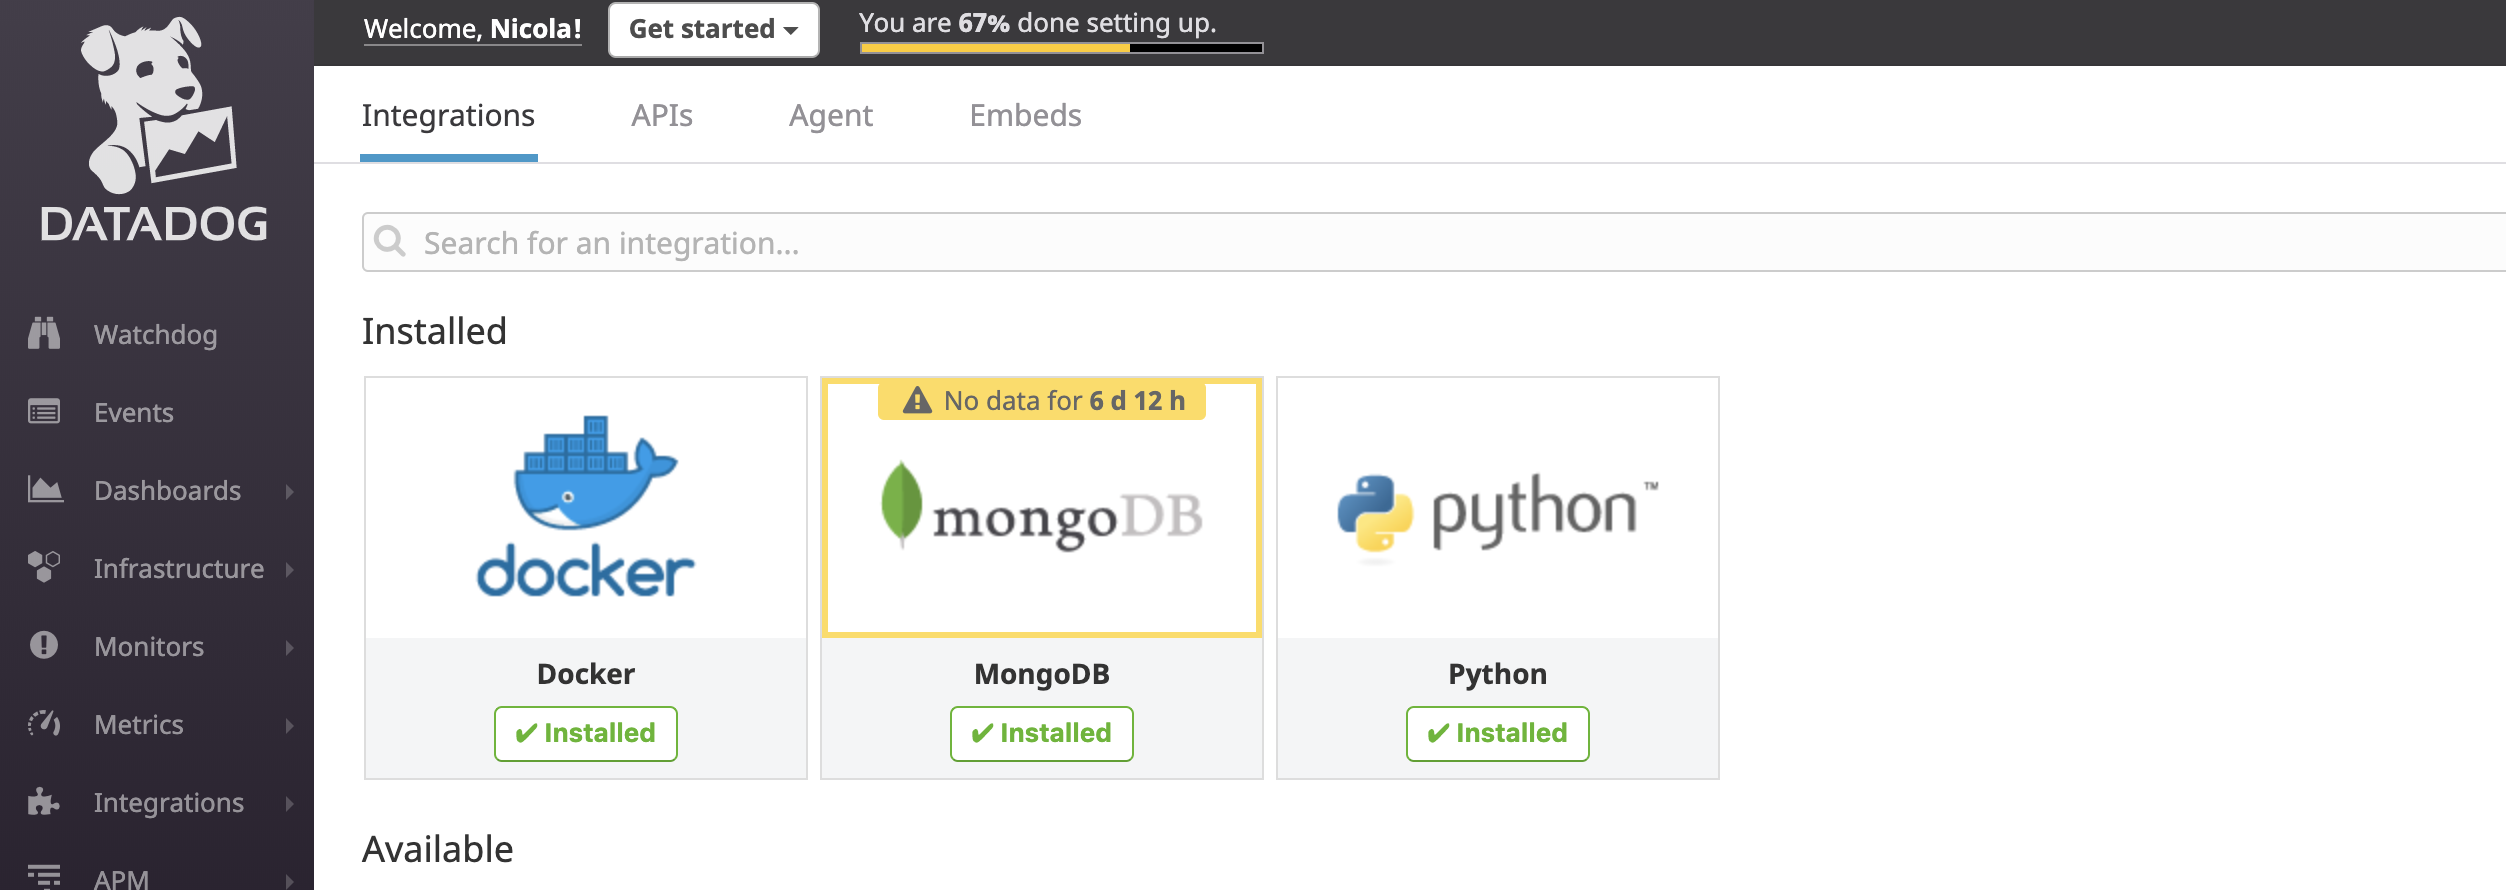 Welcome, Nicola!
Get started
You are 67% done setting up.
DATADOG
Watchdog
Events
Dashboards
Infrastructure
Monitors
Metrics
Integrations
APM
Integrations
APIs
Agent
Embeds
Search for an integration...
Installed
docker
Docker
✔ Installed
No data for 6 d 12 h
mongoDB
MongoDB
✔ Installed
python™
Python
✔ Installed
Available